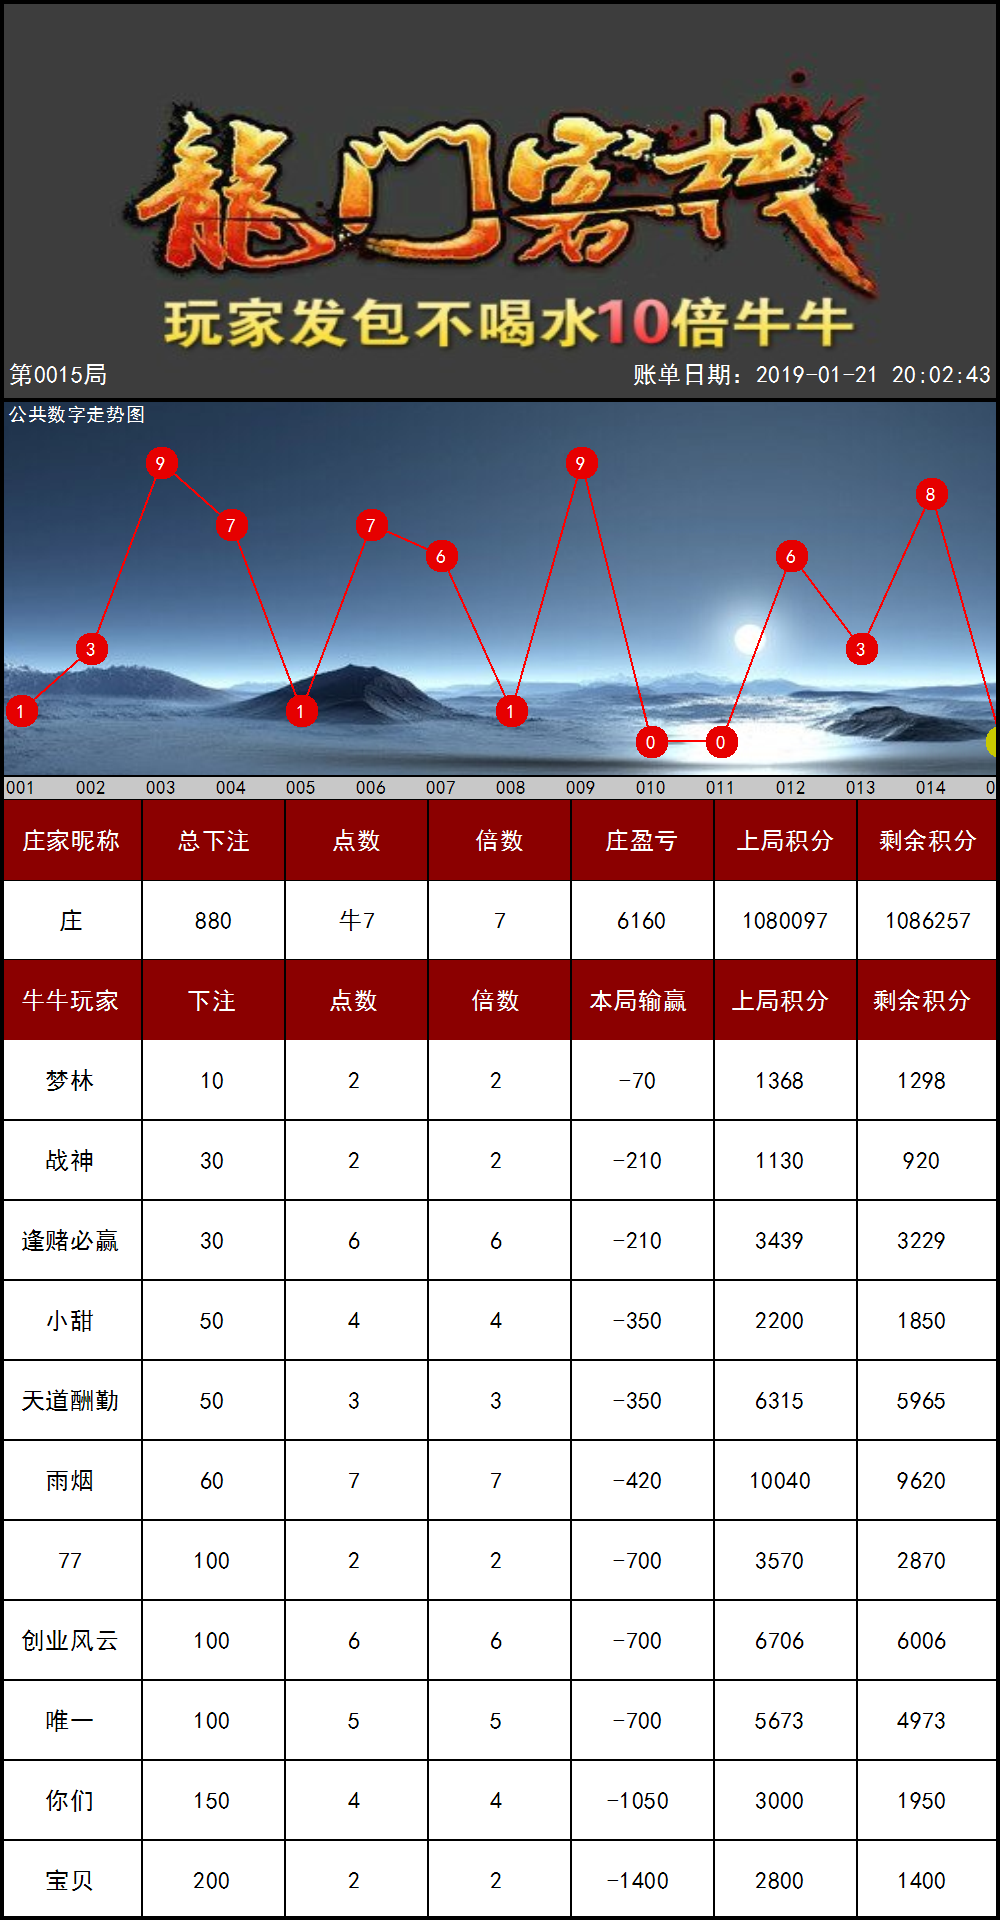 龍门客栈
玩家发包不喝水10倍牛牛
第0015局 账单日期：2019-01-21 20:02:43
公共数字走势图
9 9
8
7 7
6 6
3 3
1 1 1
0 0
001 002 003 004 005 006 007 008 009 010 011 012 013 014 0
庄家昵称 总下注 点数 倍数 庄盈亏 上局积分 剩余积分
庄 880 牛7 7 6160 1080097 1086257
牛牛玩家 下注 点数 倍数 本局输赢 上局积分 剩余积分
梦林 10 2 2 -70 1368 1298
战神 30 2 2 -210 1130 920
逢赌必赢 30 6 6 -210 3439 3229
小甜 50 4 4 -350 2200 1850
天道酬勤 50 3 3 -350 6315 5965
雨烟 60 7 7 -420 10040 9620
77 100 2 2 -700 3570 2870
创业风云 100 6 6 -700 6706 6006
唯一 100 5 5 -700 5673 4973
你们 150 4 4 -1050 3000 1950
宝贝 200 2 2 -1400 2800 1400